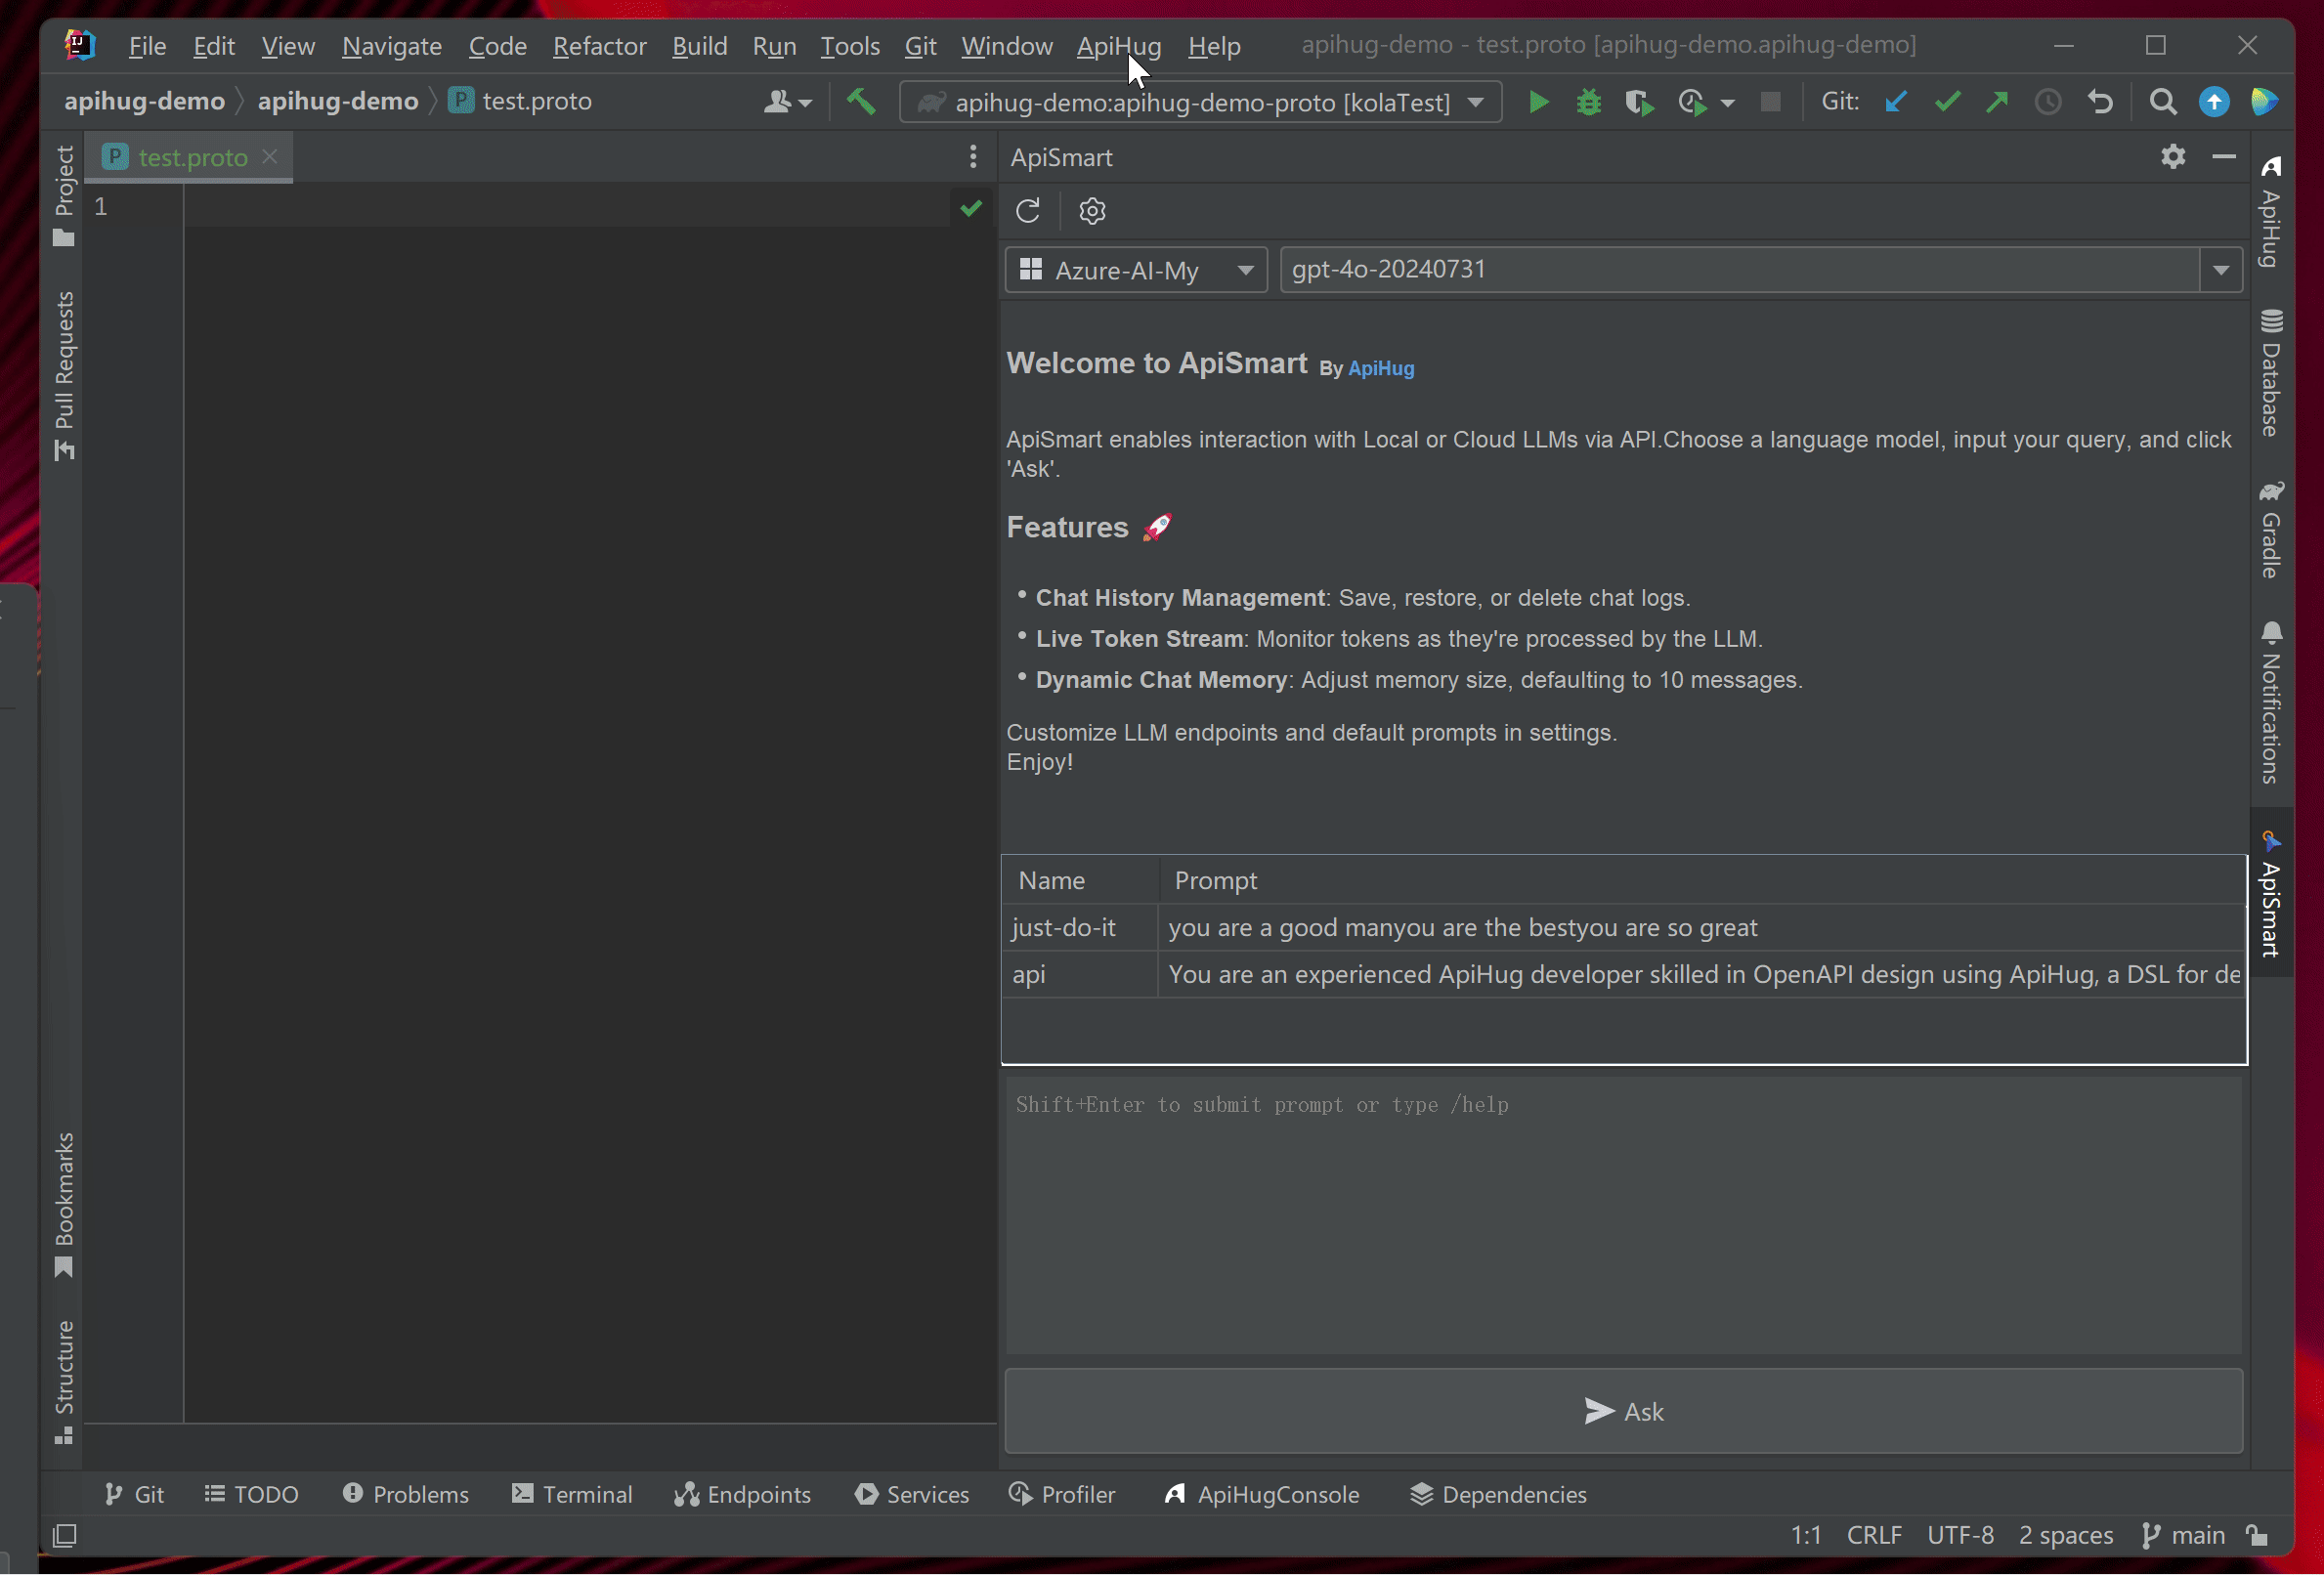 File Edit View Navigate Code Refactor Build Run Tools Git Window ApiHug Help apihug-demo - test.proto [apihug-demo.apihug-demo]
apihug-demo apihug-demo test.proto apihug-demo:apihug-demo-proto [kolaTest] Git:
test.proto
ApiSmart
1
Azure-AI-My gpt-4o-20240731
Welcome to ApiSmart By ApiHug
ApiSmart enables interaction with Local or Cloud LLMs via API.Choose a language model, input your query, and click
'Ask'.
Features 🚀
• Chat History Management: Save, restore, or delete chat logs.
• Live Token Stream: Monitor tokens as they're processed by the LLM.
• Dynamic Chat Memory: Adjust memory size, defaulting to 10 messages.
Customize LLM endpoints and default prompts in settings.
Enjoy!
Name Prompt
just-do-it you are a good manyou are the bestyou are so great
api You are an experienced ApiHug developer skilled in OpenAPI design using ApiHug, a DSL for de
Shift+Enter to submit prompt or type /help
Ask
Project
Pull Requests
Bookmarks
Structure
ApiHug
Database
Gradle
Notifications
ApiSmart
Git TODO Problems Terminal Endpoints Services Profiler ApiHugConsole Dependencies
1:1 CRLF UTF-8 2 spaces main